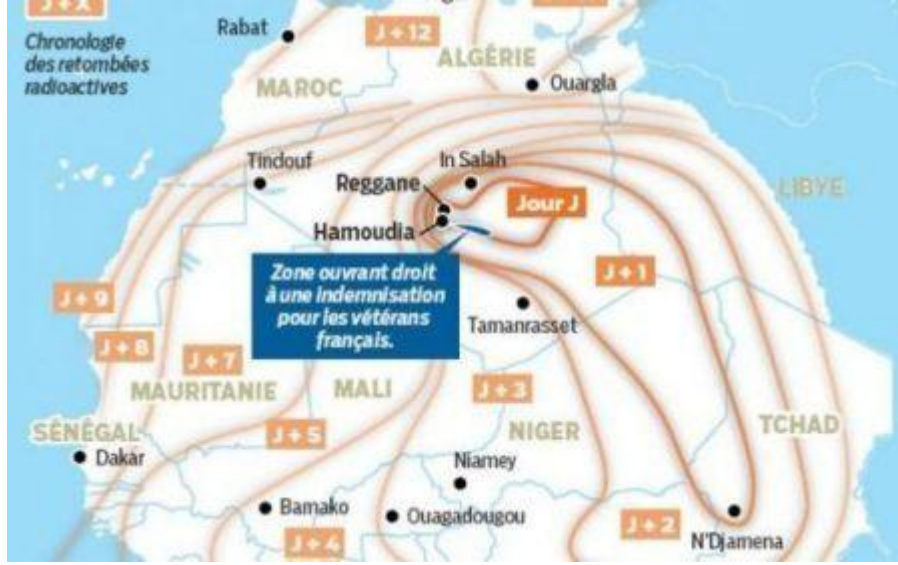 J + X
Chronologie
des retombées
radioactives
Rabat
J + 12
ALGÉRIE
MAROC
Ouargla
Tindouf
In Salah
Reggane
Jour J
LIBYE
Hamoudia
Zone ouvrant droit
à une indemnisation
pour les vétérans
français.
J + 1
J + 9
Tamanrasset
J + 8
J + 7
MAURITANIE
MALI
J + 3
TCHAD
SÉNÉGAL
J + 5
NIGER
Dakar
Niamey
Bamako
Ouagadougou
J + 2
N'Djamena
J + 4